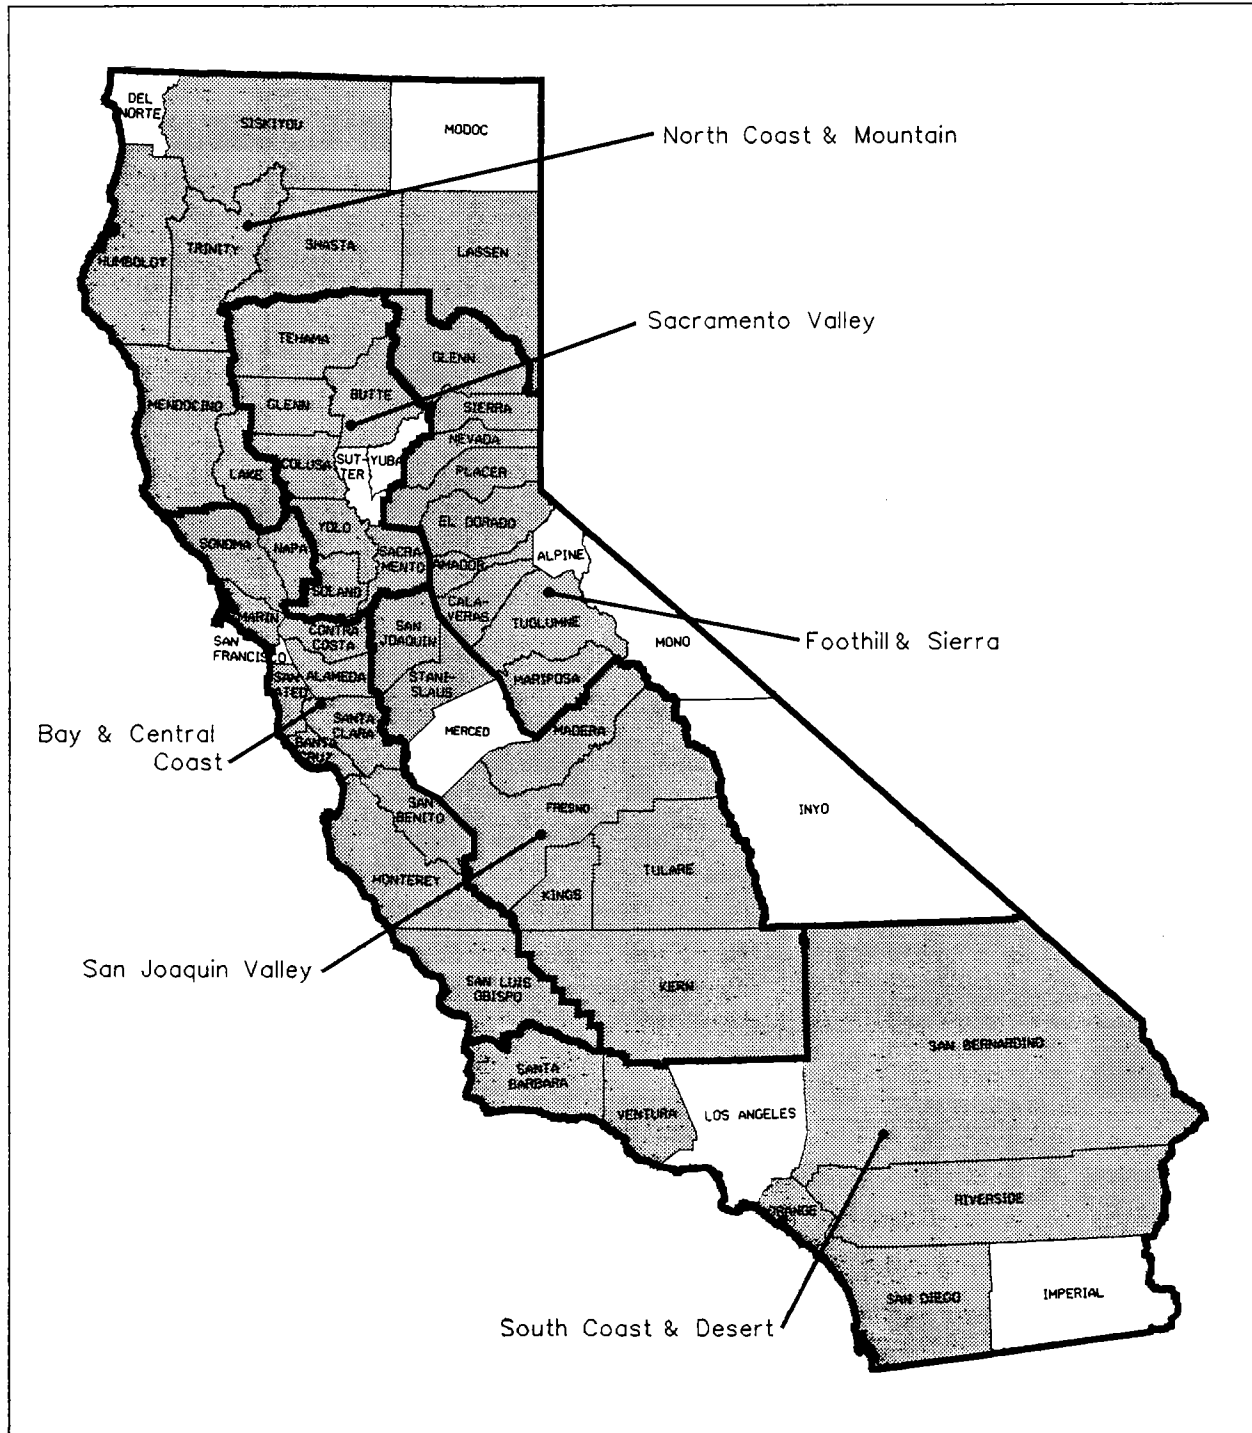 DEL
NORTE
SISKIYOU
MODOC
North Coast & Mountain
HUMBOLDT
TRINITY
SHASTA
LASSEN
Sacramento Valley
TEHAMA
GLENN
BUTTE
GLENN
SIERRA
MENDOCINO
NEVADA
LAKE
COLUSA
SUT-
TER
YUBA
PLACER
EL DORADO
YOLO
SONOMA
NAPA
SACRA-
MENTO
ALPINE
AMADOR
SOLANO
CALA-
VERAS
TUOLUMNE
MARIN
CONTRA
COSTA
SAN
JOAQUIN
MONO
Foothill & Sierra
SAN
FRANCISCO
SAN
MATEO
ALAMEDA
STANI-
SLAUS
MARIPOSA
Bay & Central
Coast
SANTA
CLARA
SANTA
CRUZ
MERCED
MADERA
SAN
BENITO
FRESNO
INYO
MONTEREY
KINGS
TULARE
San Joaquin Valley
SAN LUIS
OBISPO
KERN
SAN BERNARDINO
SANTA
BARBARA
VENTURA
LOS ANGELES
ORANGE
RIVERSIDE
SAN DIEGO
IMPERIAL
South Coast & Desert